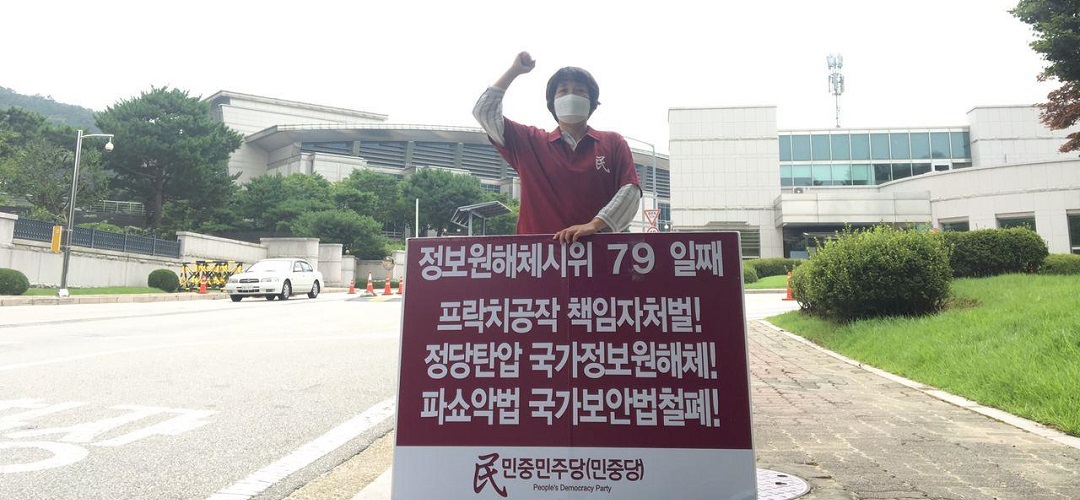 民
정보원해체시위 79 일째
프락치공작 책임자처벌!
정당탄압 국가정보원해체!
파쇼악법 국가보안법철폐!
民 민중민주당(민중당)
People's Democracy Party